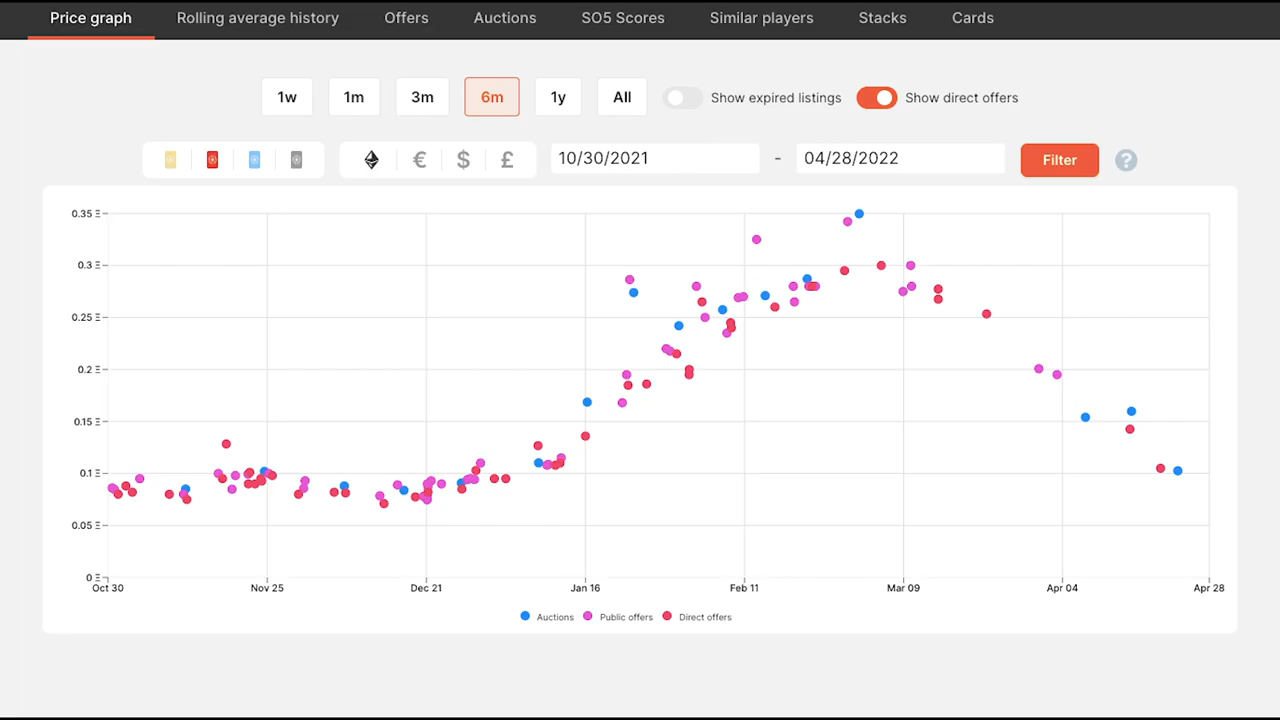 Price graph Rolling average history Offers Auctions SO5 Scores Similar players Stacks Cards
1w 1m 3m 6m 1y All Show expired listings Show direct offers
€ $ £ 10/30/2021 - 04/28/2022 Filter ?
0.35 Ξ
0.3 Ξ
0.25 Ξ
0.2 Ξ
0.15 Ξ
0.1 Ξ
0.05 Ξ
0 Ξ
Oct 30 Nov 25 Dec 21 Jan 16 Feb 11 Mar 09 Apr 04 Apr 28
Auctions Public offers Direct offers